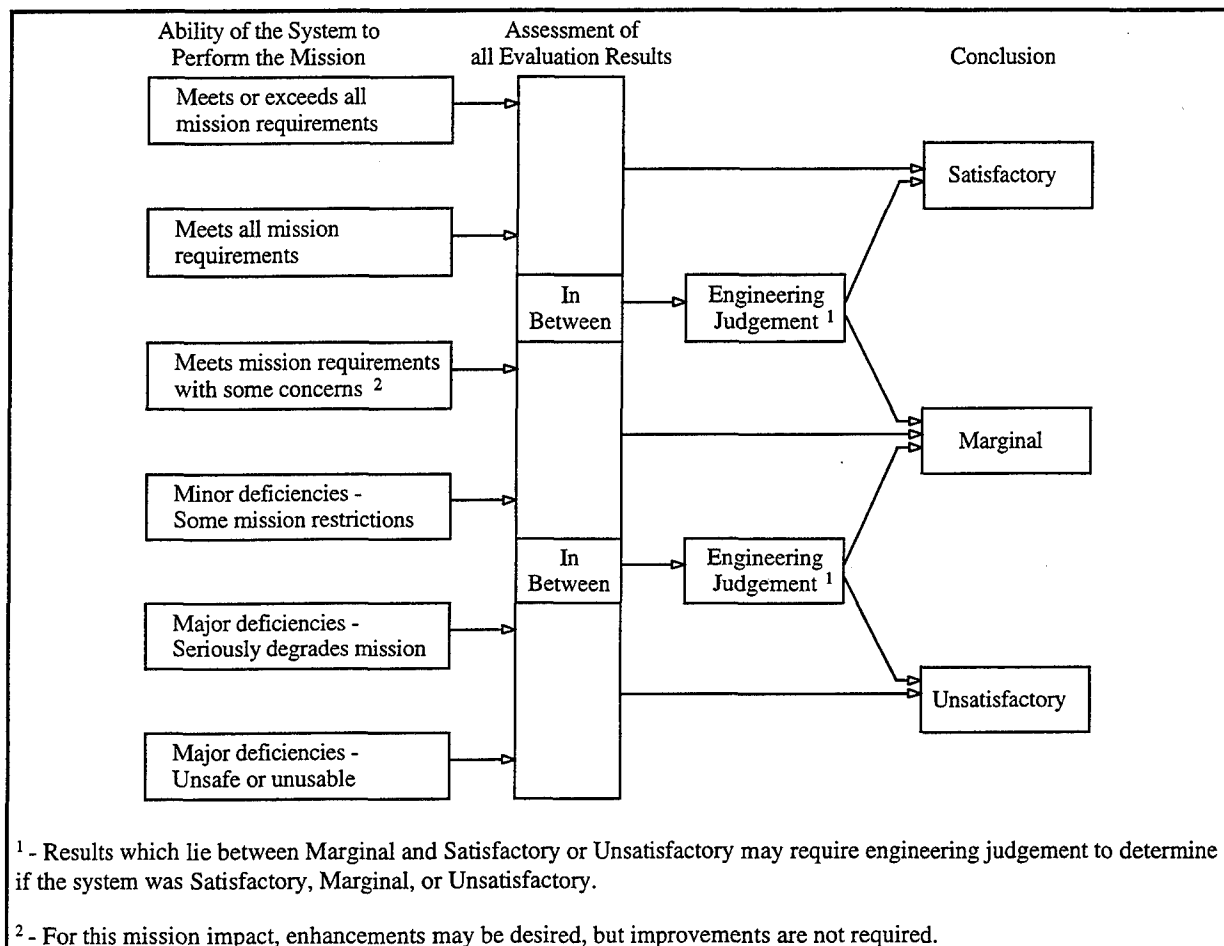 Ability of the System to
Perform the Mission
Assessment of
all Evaluation Results
Conclusion
Meets or exceeds all
mission requirements
Satisfactory
Meets all mission
requirements
In
Between
Engineering
Judgement 1
Meets mission requirements
with some concerns 2
Marginal
Minor deficiencies -
Some mission restrictions
In
Between
Engineering
Judgement 1
Major deficiencies -
Seriously degrades mission
Unsatisfactory
Major deficiencies -
Unsafe or unusable
1 - Results which lie between Marginal and Satisfactory or Unsatisfactory may require engineering judgement to determine
if the system was Satisfactory, Marginal, or Unsatisfactory.
2 - For this mission impact, enhancements may be desired, but improvements are not required.